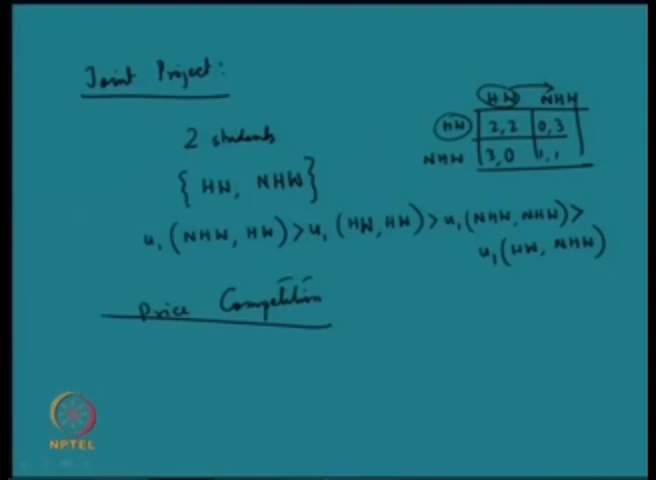 Joint Project:
2 students
{ HW, NHW }
HW NHW
HW 2, 2 0, 3
NHW 3, 0 1, 1
u₁ (NHW, HW) > u₁ (HW, HW) > u₁ (NHW, NHW) >
u₁ (HW, NHW)
Price Competition
NPTEL